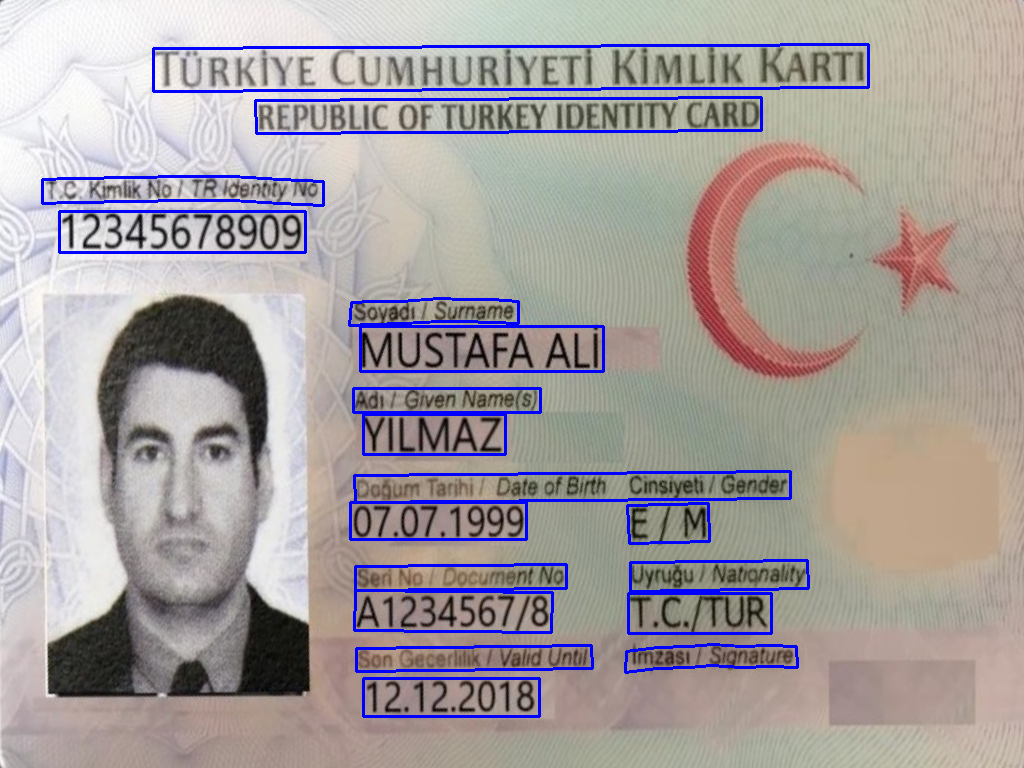 TÜRKİYE CUMHURİYETİ KİMLİK KARTI
REPUBLIC OF TURKEY IDENTITY CARD
T.C. Kimlik No / TR Identity No
12345678909
Soyadı / Surname
MUSTAFA ALİ
Adı / Given Name(s)
YILMAZ
Doğum Tarihi / Date of Birth Cinsiyeti / Gender
07.07.1999 E / M
Seri No / Document No Uyruğu / Nationality
A1234567/8 T.C./TUR
Son Geçerlilik / Valid Until İmzası / Signature
12.12.2018